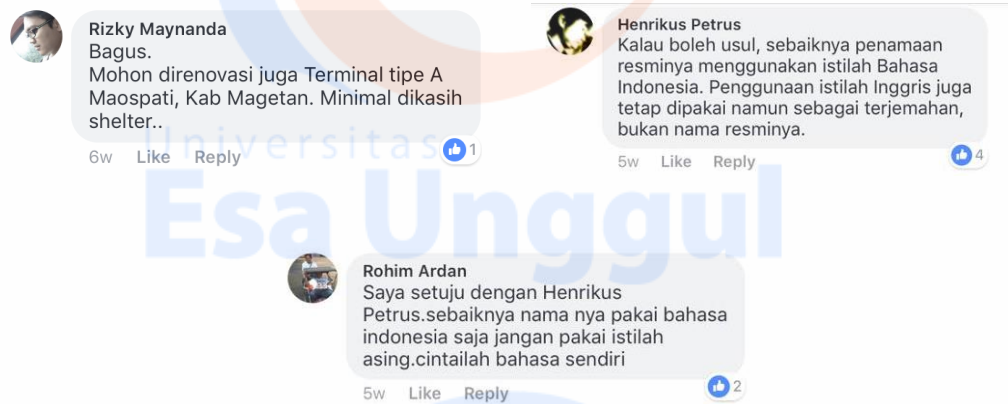 Rizky Maynanda
Bagus.
Mohon direnovasi juga Terminal tipe A
Maospati, Kab Magetan. Minimal dikasih
shelter..
6w Like Reply 1
Henrikus Petrus
Kalau boleh usul, sebaiknya penamaan
resminya menggunakan istilah Bahasa
Indonesia. Penggunaan istilah Inggris juga
tetap dipakai namun sebagai terjemahan,
bukan nama resminya.
5w Like Reply 4
Universitas
Esa Unggul
Rohim Ardan
Saya setuju dengan Henrikus
Petrus.sebaiknya nama nya pakai bahasa
indonesia saja jangan pakai istilah
asing.cintailah bahasa sendiri
5w Like Reply 2